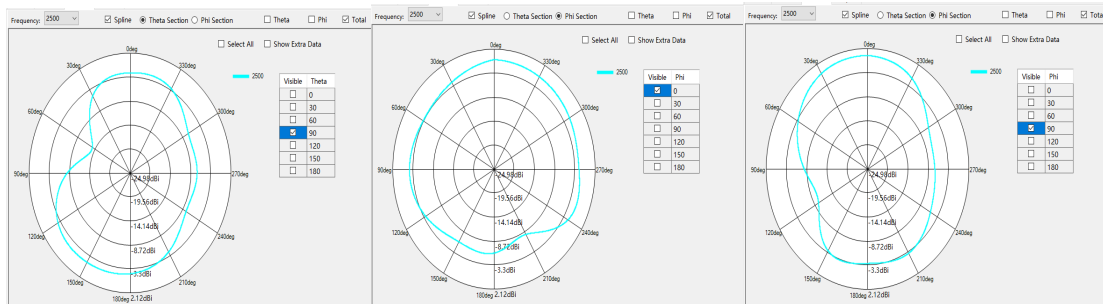 Frequency: 2500 Spline Theta Section Phi Section Theta Phi Total
Select All Show Extra Data
0deg
30deg
330deg
60deg
300deg
90deg
270deg
120deg
240deg
150deg
210deg
180deg 2.12dBi
-24.98dBi
-19.56dBi
-14.14dBi
-8.72dBi
-3.3dBi
2500
Visible Theta
0
30
60
90
120
150
180
Frequency: 2500 Spline Theta Section Phi Section Theta Phi Total
Select All Show Extra Data
0deg
30deg
330deg
60deg
300deg
90deg
270deg
120deg
240deg
150deg
210deg
180deg 2.12dBi
-24.98dBi
-19.56dBi
-14.14dBi
-8.72dBi
-3.3dBi
2500
Visible Phi
0
30
60
90
120
150
180
Frequency: 2500 Spline Theta Section Phi Section Theta Phi Total
Select All Show Extra Data
0deg
30deg
330deg
60deg
300deg
90deg
270deg
120deg
240deg
150deg
210deg
180deg 2.12dBi
-24.98dBi
-19.56dBi
-14.14dBi
-8.72dBi
-3.3dBi
2500
Visible Phi
0
30
60
90
120
150
180